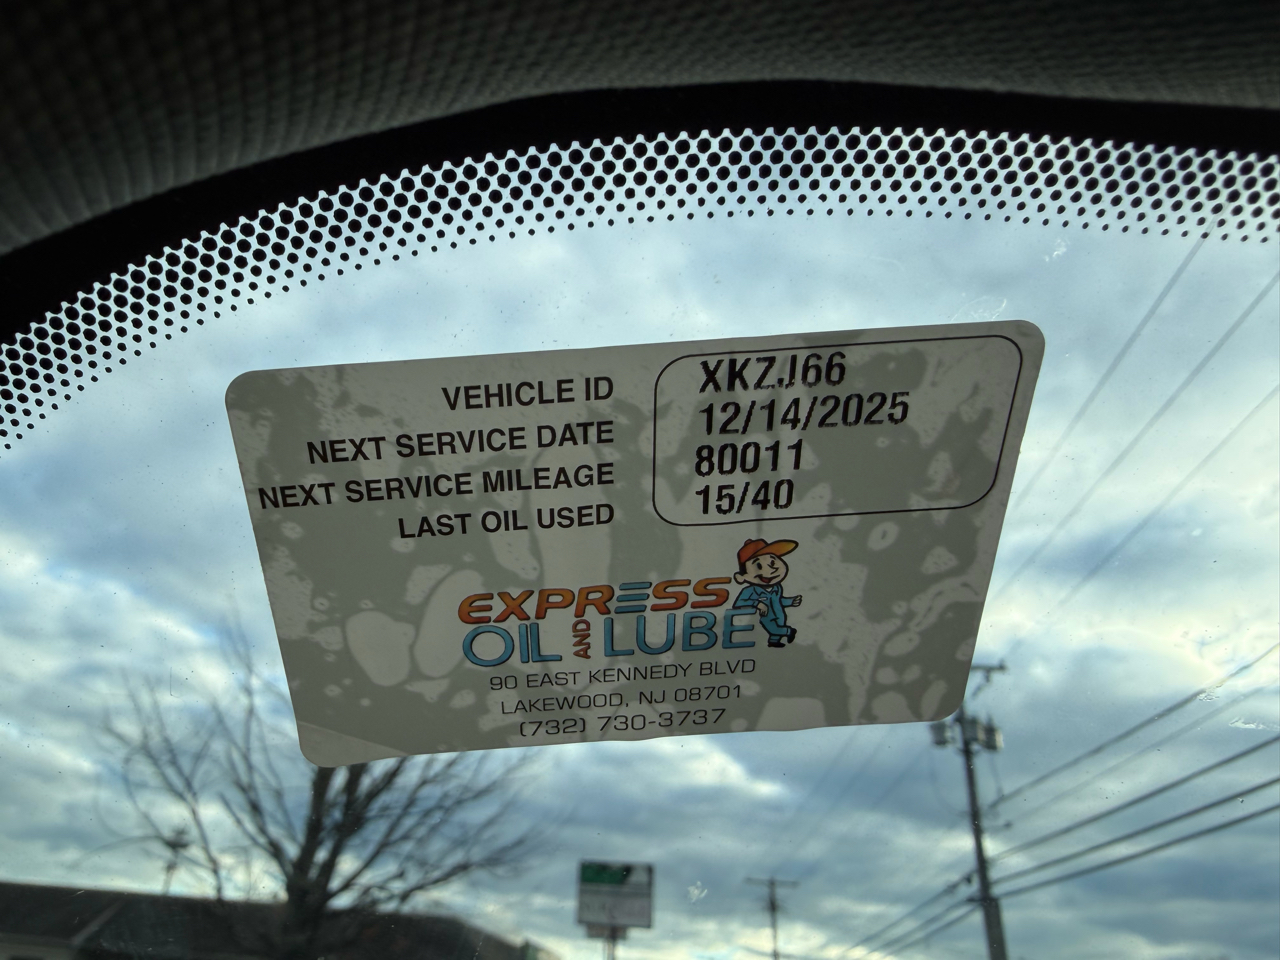 VEHICLE ID XKZJ66
NEXT SERVICE DATE 12/14/2025
NEXT SERVICE MILEAGE 80011
LAST OIL USED 15/40
EXPRESS
OIL AND LUBE
90 EAST KENNEDY BLVD
LAKEWOOD, NJ 08701
(732) 730-3737